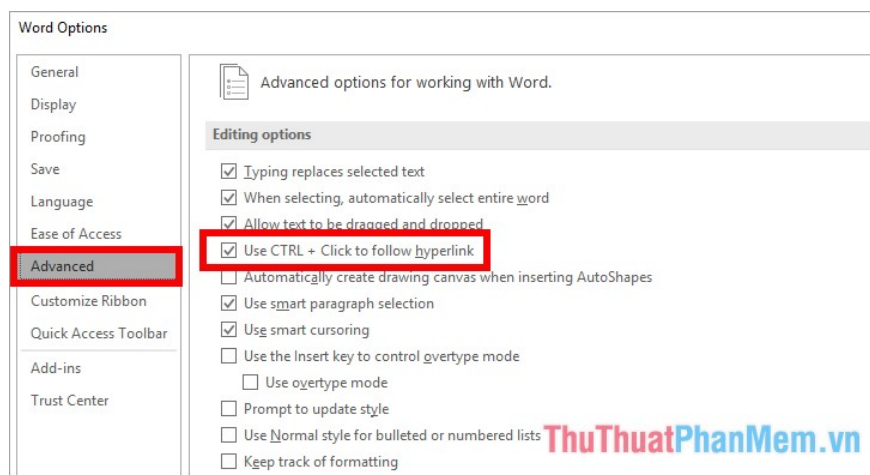 Word Options
General
Display
Proofing
Save
Language
Ease of Access
Advanced
Customize Ribbon
Quick Access Toolbar
Add-ins
Trust Center
Advanced options for working with Word.
Editing options
Typing replaces selected text
When selecting, automatically select entire word
Allow text to be dragged and dropped
Use CTRL + Click to follow hyperlink
Automatically create drawing canvas when inserting AutoShapes
Use smart paragraph selection
Use smart cursoring
Use the Insert key to control overtype mode
Use overtype mode
Prompt to update style
Use Normal style for bulleted or numbered lists
Keep track of formatting
ThuThuatPhanMem.vn